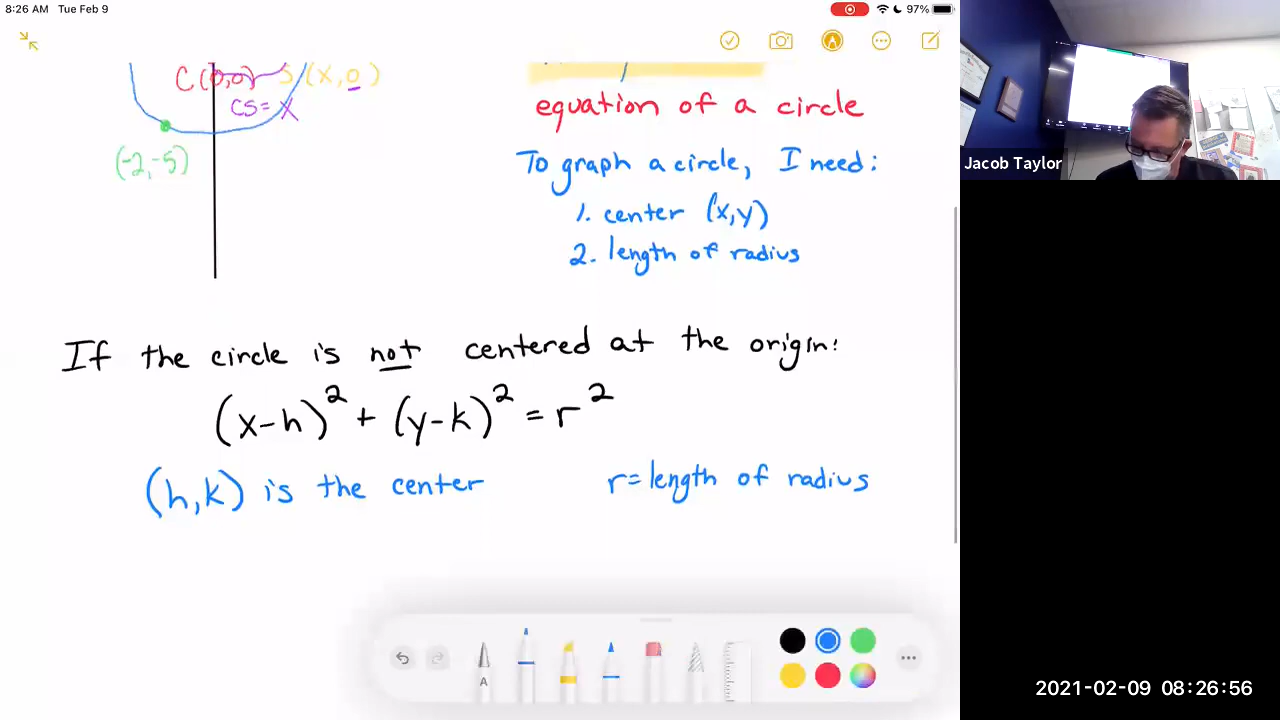 8:26 AM Tue Feb 9
97%
C(0,0) S(x,0)
CS = x
(-2,-5)
equation of a circle
To graph a circle, I need:
1. center (x,y)
2. length of radius
If the circle is not centered at the origin:
(x-h)² + (y-k)² = r²
(h,k) is the center
r=length of radius
A
Jacob Taylor
2021-02-09 08:26:56